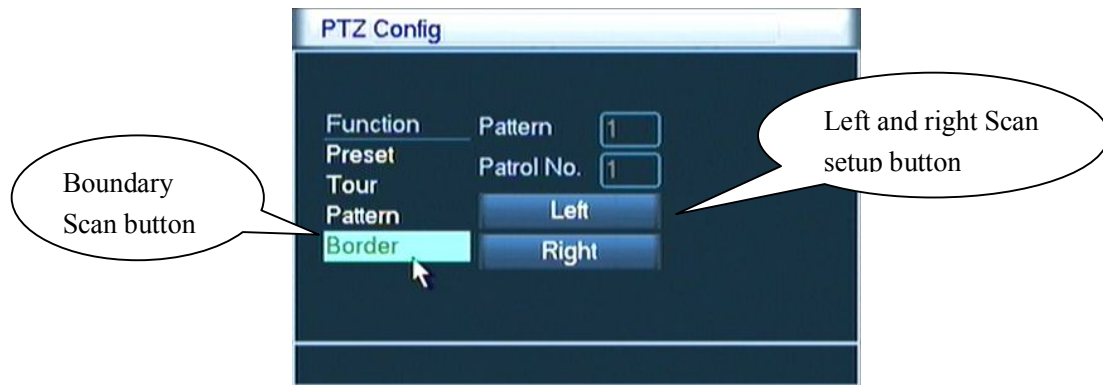 PTZ Config
Function
Preset
Tour
Pattern
Border
Pattern 1
Patrol No. 1
Left
Right
Boundary
Scan button
Left and right Scan
setup button